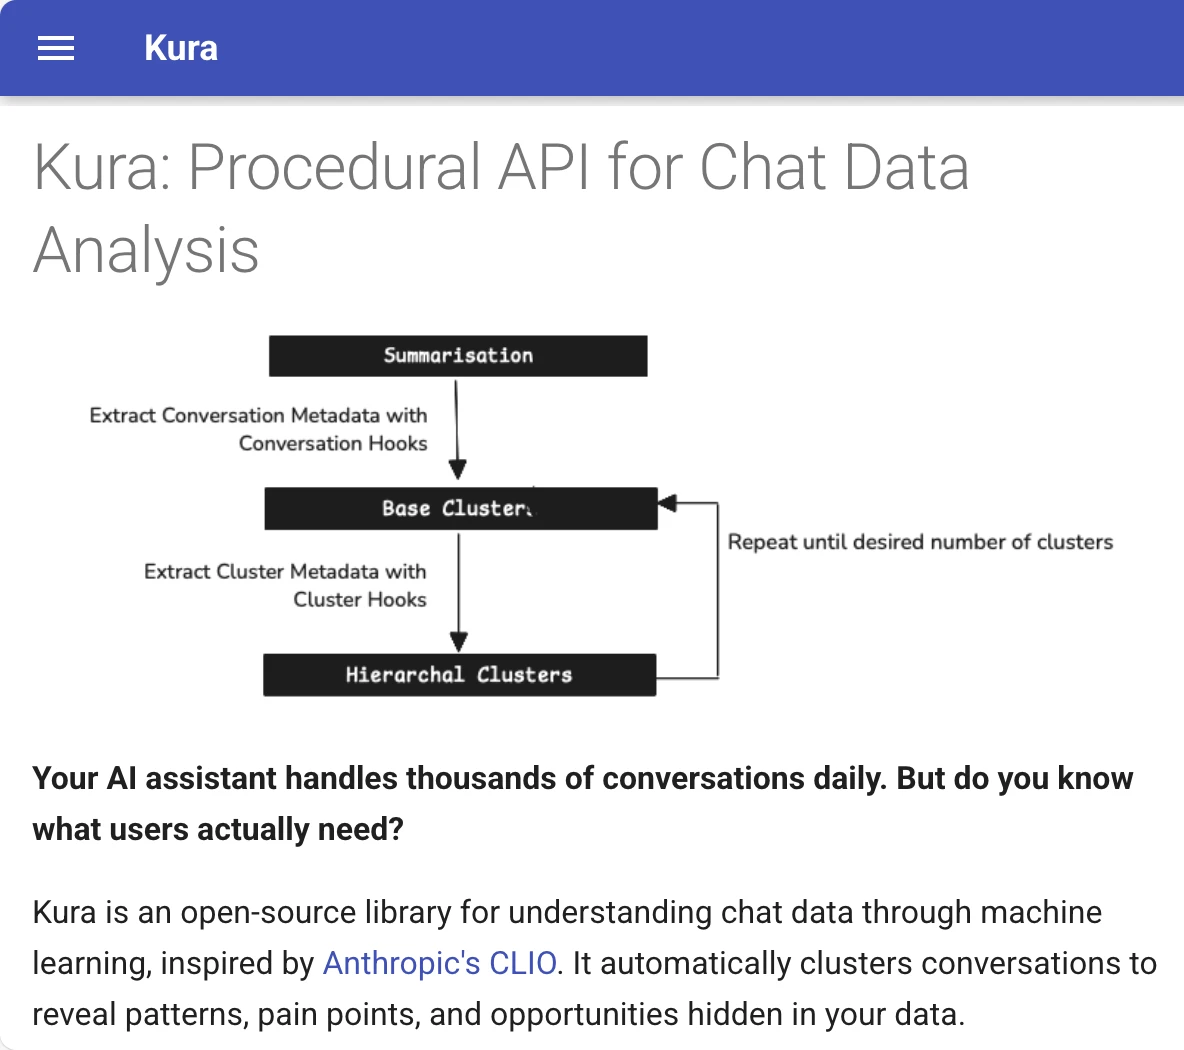 Kura
Kura: Procedural API for Chat Data
Analysis
Summarisation
Extract Conversation Metadata with
Conversation Hooks
Base Clusters
Repeat until desired number of clusters
Extract Cluster Metadata with
Cluster Hooks
Hierarchal Clusters
Your AI assistant handles thousands of conversations daily. But do you know
what users actually need?
Kura is an open-source library for understanding chat data through machine
learning, inspired by Anthropic's CLIO. It automatically clusters conversations to
reveal patterns, pain points, and opportunities hidden in your data.